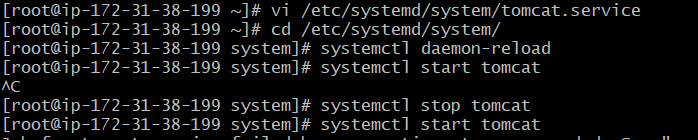 [root@ip-172-31-38-199 ~]# vi /etc/systemd/system/tomcat.service
[root@ip-172-31-38-199 ~]# cd /etc/systemd/system/
[root@ip-172-31-38-199 system]# systemctl daemon-reload
[root@ip-172-31-38-199 system]# systemctl start tomcat
^C
[root@ip-172-31-38-199 system]# systemctl stop tomcat
[root@ip-172-31-38-199 system]# systemctl start tomcat